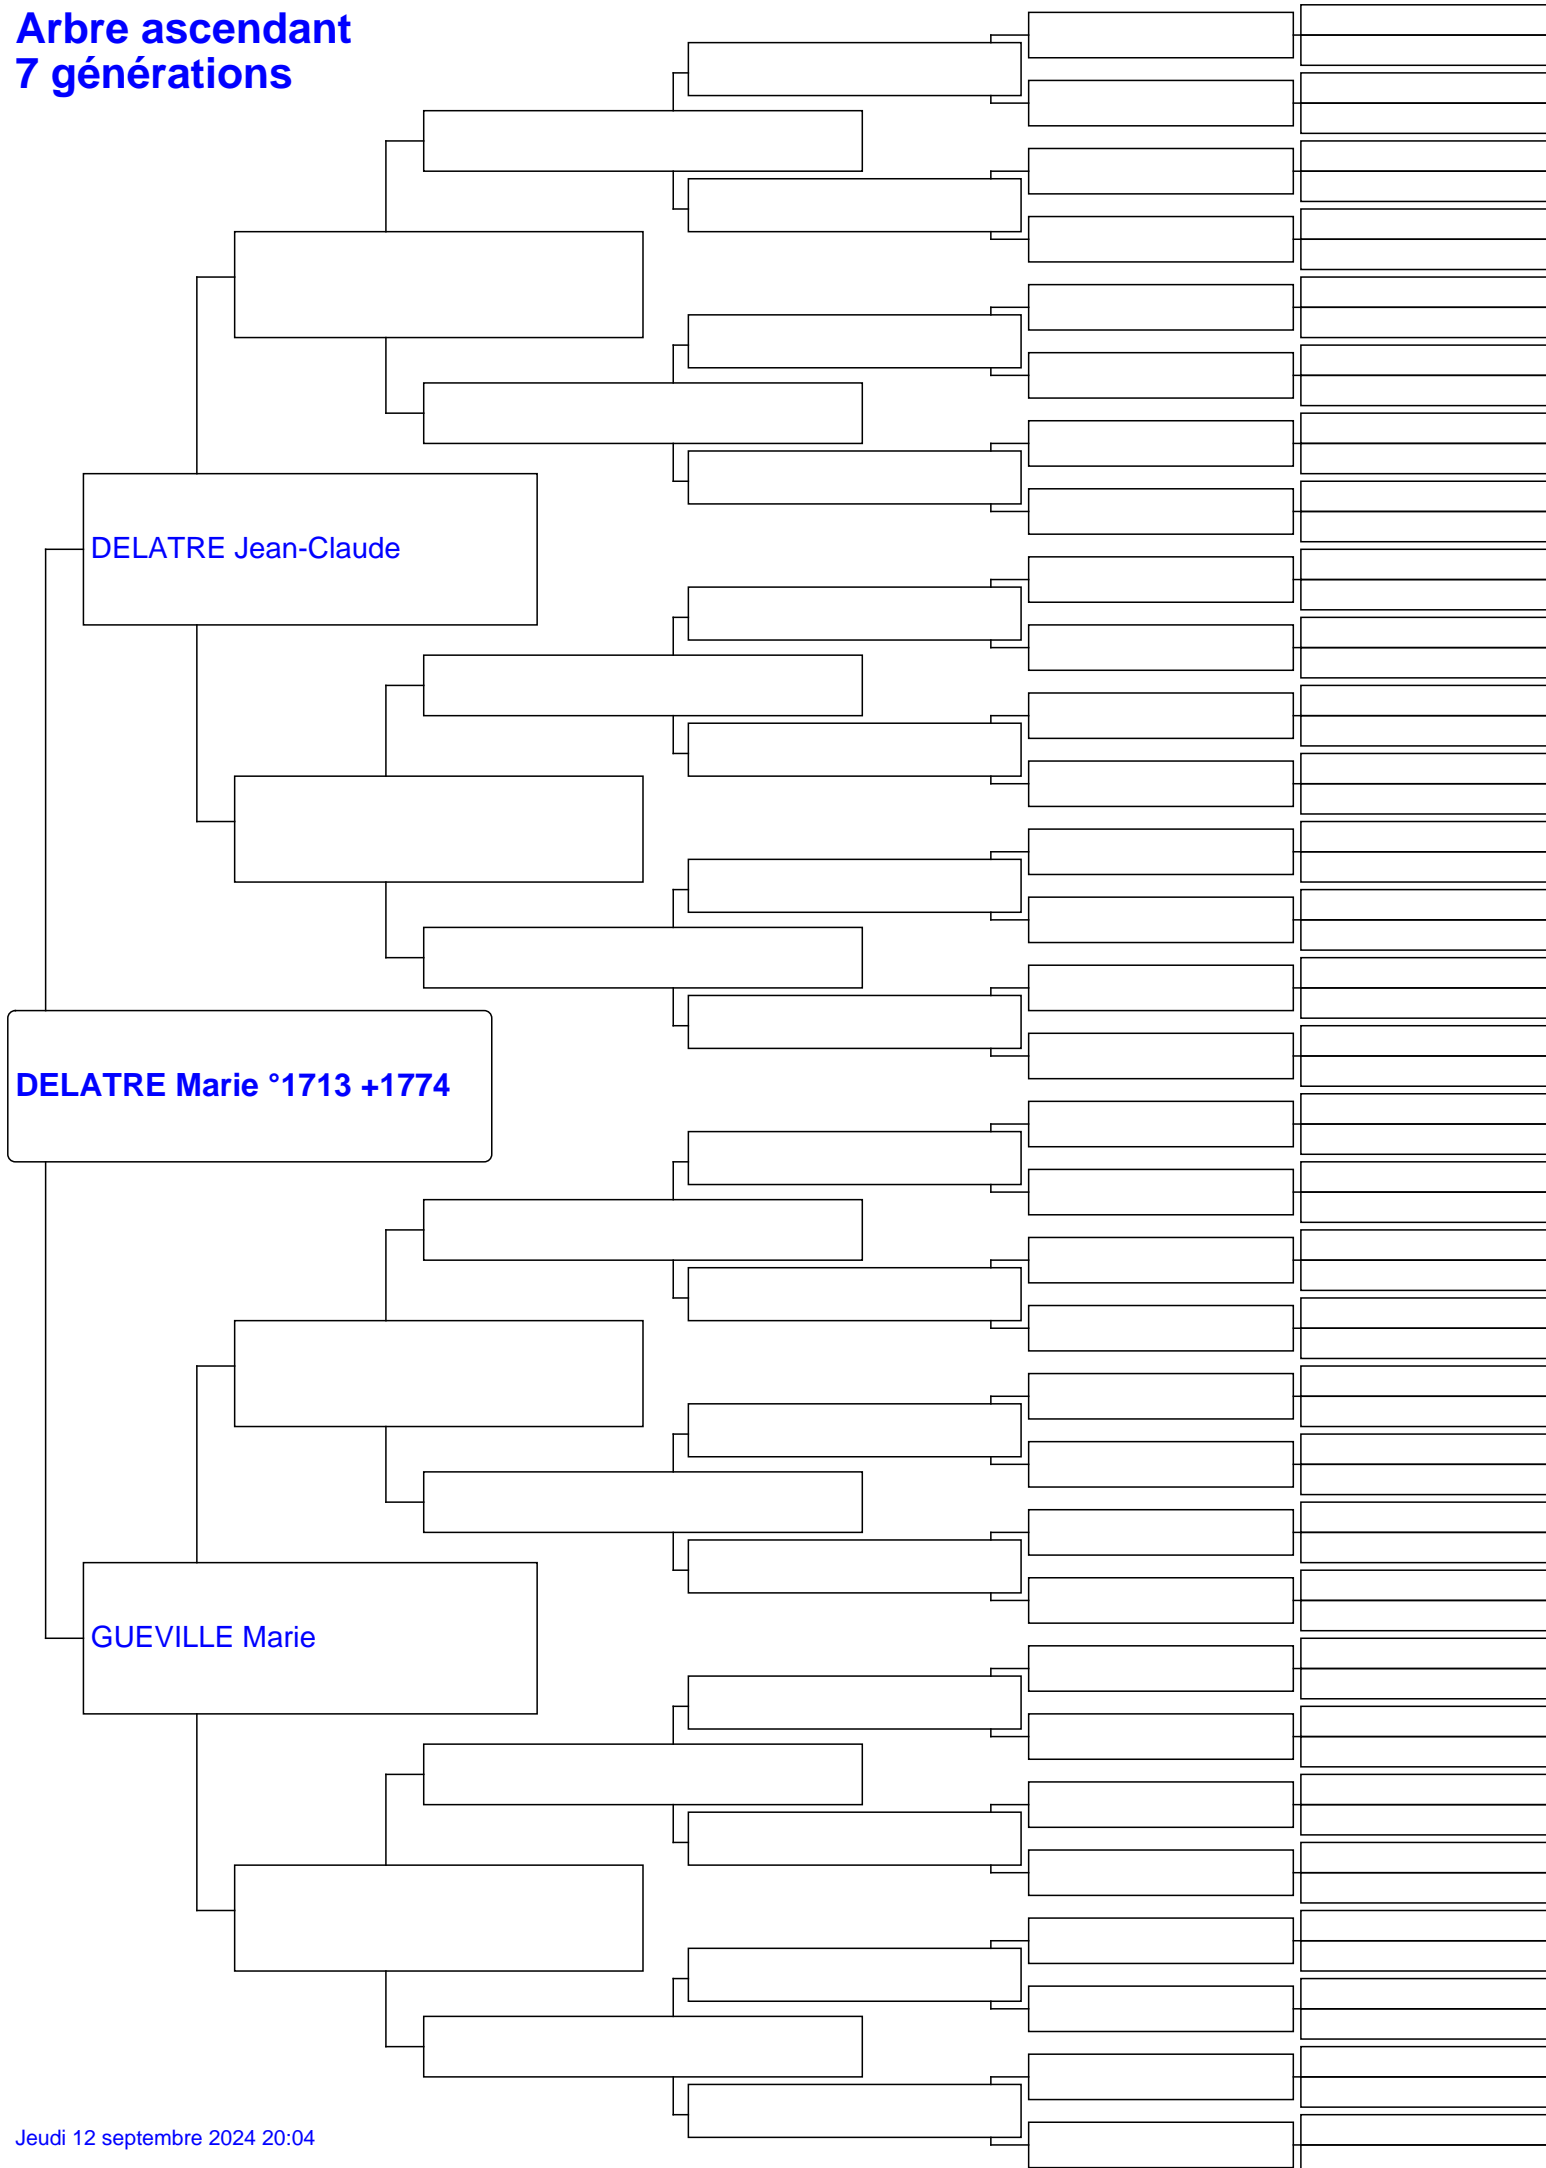 Arbre ascendant
7 générations
DELATRE Jean-Claude
DELATRE Marie °1713 +1774
GUEVILLE Marie
Jeudi 12 septembre 2024 20:04